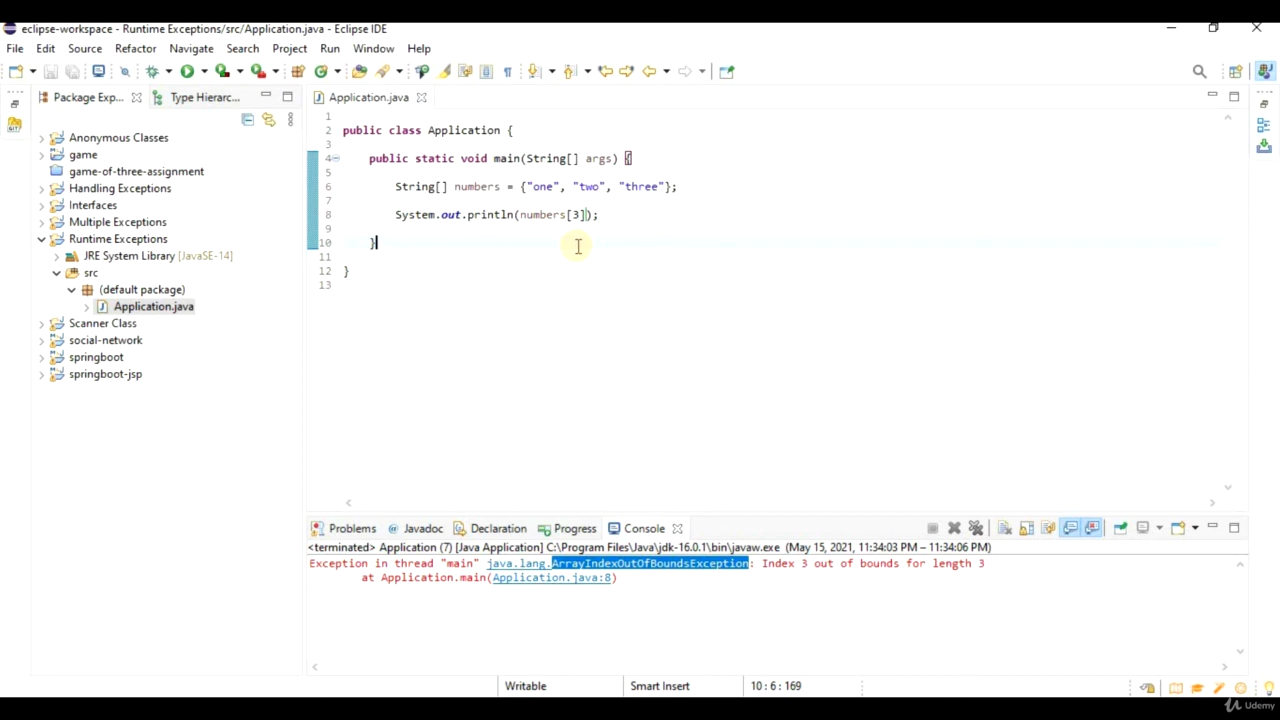 eclipse-workspace - Runtime Exceptions/src/Application.java - Eclipse IDE
File Edit Source Refactor Navigate Search Project Run Window Help
Package Exp... Type Hierarc...
Application.java
Anonymous Classes
game
game-of-three-assignment
Handling Exceptions
Interfaces
Multiple Exceptions
Runtime Exceptions
JRE System Library [JavaSE-14]
src
(default package)
Application.java
Scanner Class
social-network
springboot
springboot-jsp
1
2 public class Application {
3
4 public static void main(String[] args) {
5
6 String[] numbers = {"one", "two", "three"};
7
8 System.out.println(numbers[3]);
9
10 }
11
12 }
13
Problems Javadoc Declaration Progress Console
<terminated> Application (7) [Java Application] C:\Program Files\Java\jdk-16.0.1\bin\javaw.exe (May 15, 2021, 11:34:03 PM – 11:34:06 PM)
Exception in thread "main" java.lang.ArrayIndexOutOfBoundsException: Index 3 out of bounds for length 3
at Application.main(Application.java:8)
Writable Smart Insert 10 : 6 : 169
Udemy